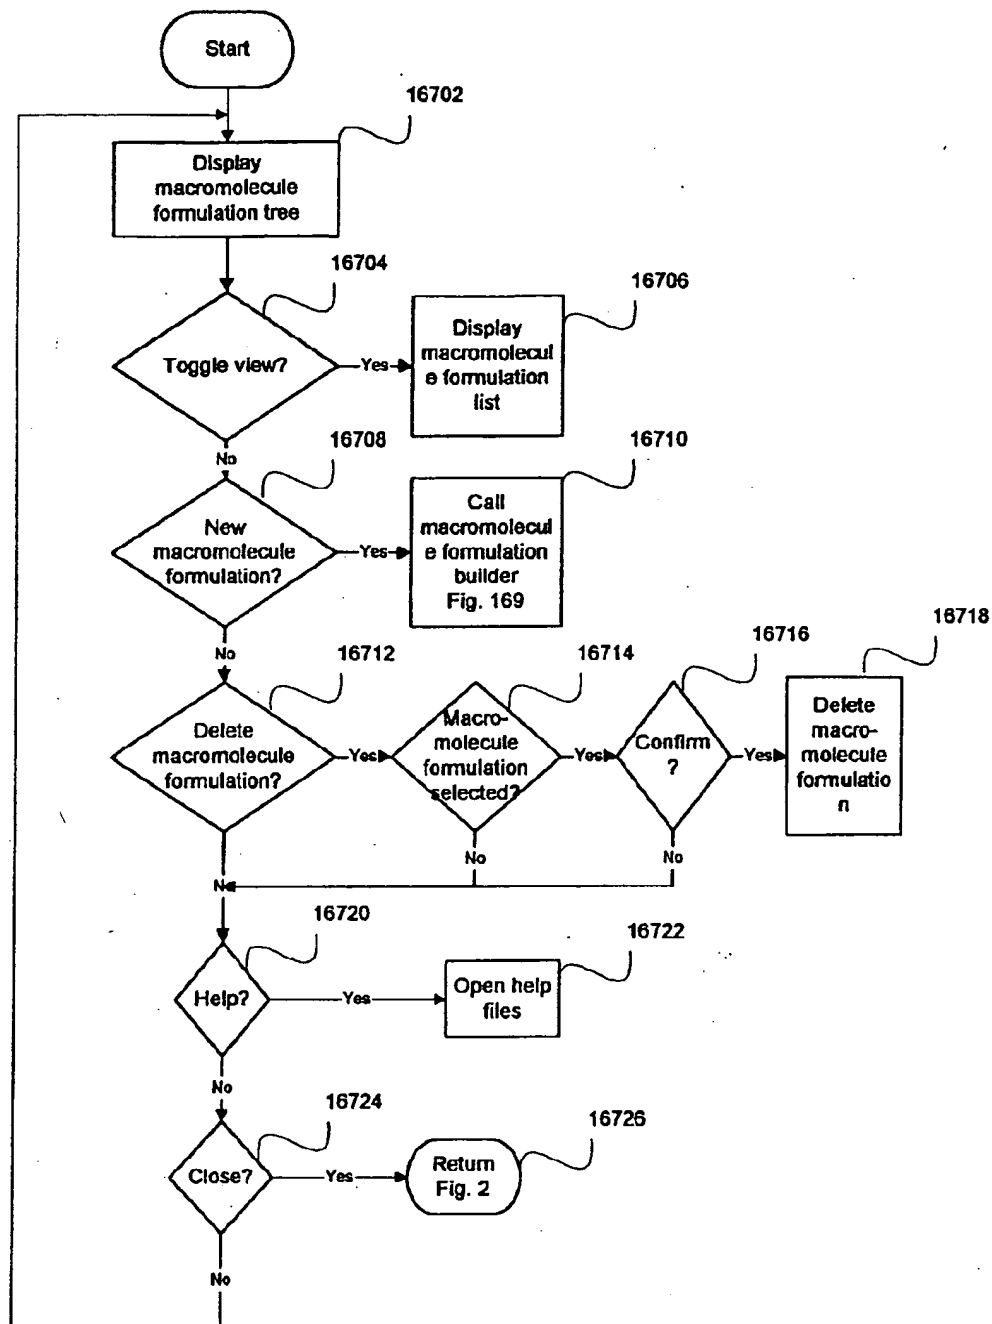 Start
16702
Display
macromolecule
formulation tree
16704
16706
Toggle view?
Yes
Display
macromolecul
e formulation
list
No
16708
16710
New
macromolecule
formulation?
Yes
Call
macromolecul
e formulation
builder
Fig. 169
No
16712
16714
16716
16718
Delete
macromolecule
formulation?
Yes
Macro-
molecule
formulation
selected?
Yes
Confirm
?
Yes
Delete
macro-
molecule
formulatio
n
No
No
No
16720
16722
Help?
Yes
Open help
files
No
16724
16726
Close?
Yes
Return
Fig. 2
No